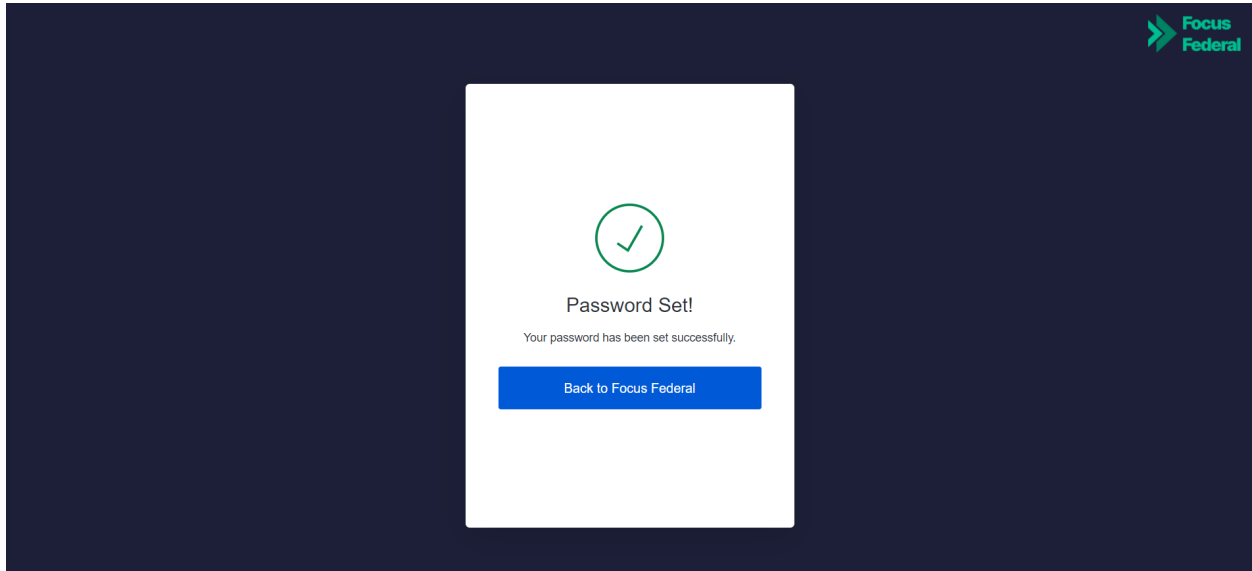 Focus
Federal
Password Set!
Your password has been set successfully.
Back to Focus Federal